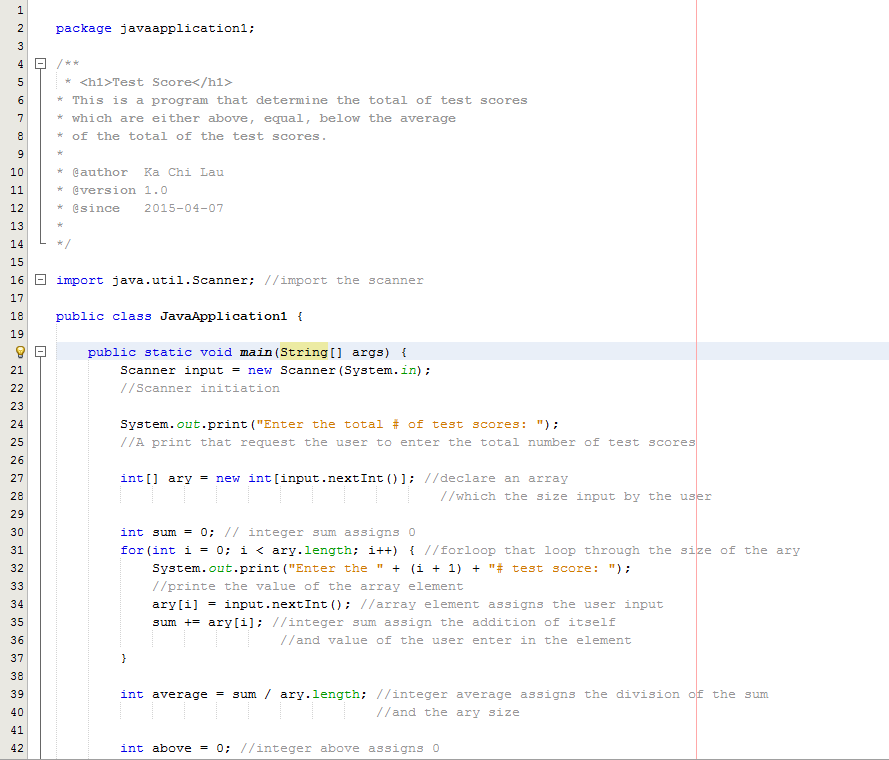 1
2 package javaapplication1;
3
4 /**
5 * <h1>Test Score</h1>
6 * This is a program that determine the total of test scores
7 * which are either above, equal, below the average
8 * of the total of the test scores.
9 *
10 * @author  Ka Chi Lau
11 * @version 1.0
12 * @since   2015-04-07
13 *
14 */
15
16 import java.util.Scanner; //import the scanner
17
18 public class JavaApplication1 {
19
public static void main(String[] args) {
21 Scanner input = new Scanner(System.in);
22 //Scanner initiation
23
24 System.out.print("Enter the total # of test scores: ");
25 //A print that request the user to enter the total number of test scores
26
27 int[] ary = new int[input.nextInt()]; //declare an array
28 //which the size input by the user
29
30 int sum = 0; // integer sum assigns 0
31 for(int i = 0; i < ary.length; i++) { //forloop that loop through the size of the ary
32 System.out.print("Enter the " + (i + 1) + "# test score: ");
33 //printe the value of the array element
34 ary[i] = input.nextInt(); //array element assigns the user input
35 sum += ary[i]; //integer sum assign the addition of itself
36 //and value of the user enter in the element
37 }
38
39 int average = sum / ary.length; //integer average assigns the division of the sum
40 //and the ary size
41
42 int above = 0; //integer above assigns 0